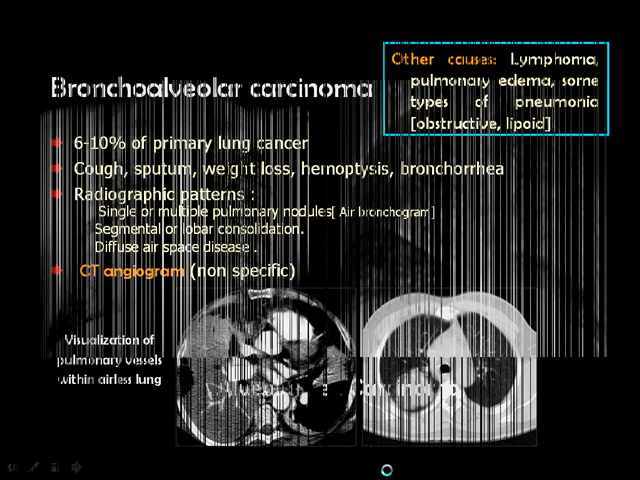 Other causes: Lymphoma,
pulmonary edema, some
types of pneumonia
[obstructive, lipoid]
Bronchoalveolar carcinoma
6-10% of primary lung cancer
Cough, sputum, weight loss, hemoptysis, bronchorrhea
Radiographic patterns :
Single or multiple pulmonary nodules[ Air bronchogram]
Segmental or lobar consolidation.
Diffuse air space disease .
CT angiogram (non specific)
Visualization of
pulmonary vessels
within airless lung